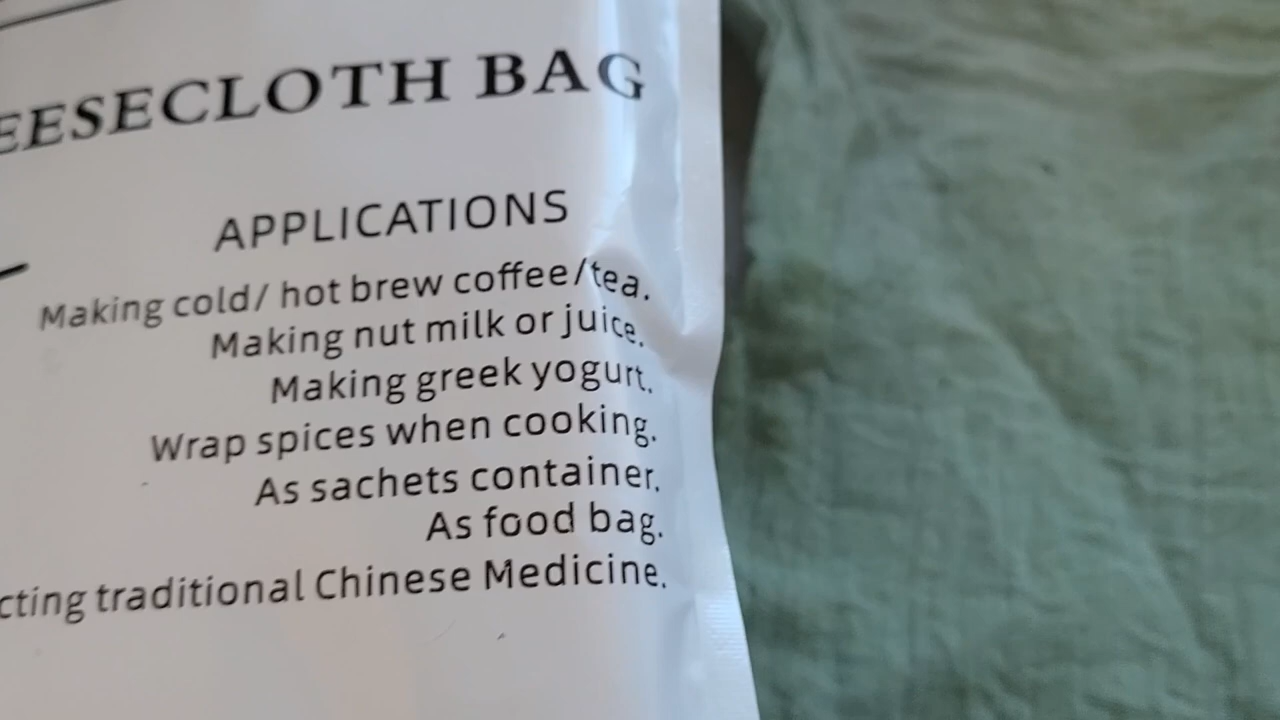 EESECLOTH BAG
APPLICATIONS
Making cold/ hot brew coffee/tea.
Making nut milk or juice.
Making greek yogurt.
Wrap spices when cooking.
As sachets container.
As food bag.
cting traditional Chinese Medicine.